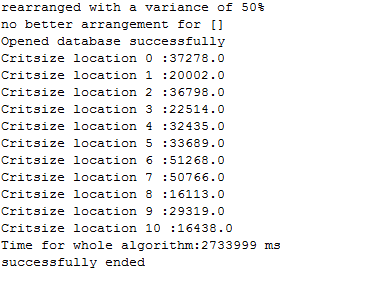 rearranged with a variance of 50%
no better arrangement for []
Opened database successfully
Critsize location 0 :37278.0
Critsize location 1 :20002.0
Critsize location 2 :36798.0
Critsize location 3 :22514.0
Critsize location 4 :32435.0
Critsize location 5 :33689.0
Critsize location 6 :51268.0
Critsize location 7 :50766.0
Critsize location 8 :16113.0
Critsize location 9 :29319.0
Critsize location 10 :16438.0
Time for whole algorithm:2733999 ms
successfully ended